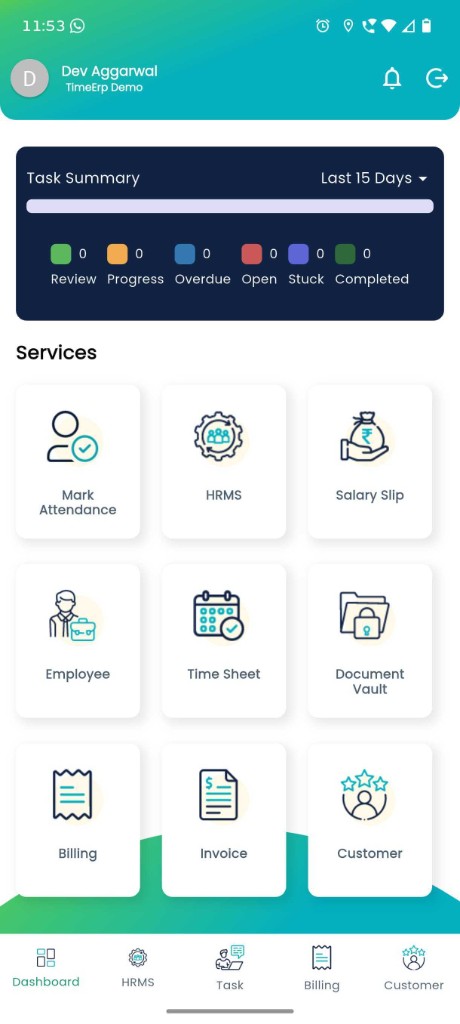 11:53
D
Dev Aggarwal
TimeErp Demo
Task Summary
Last 15 Days
0 0 0 0 0 0
Review Progress Overdue Open Stuck Completed
Services
Mark Attendance
HRMS
Salary Slip
₹
Employee
Time Sheet
Document Vault
$
Billing
Invoice
Customer
Dashboard
HRMS
Task
Billing
Customer